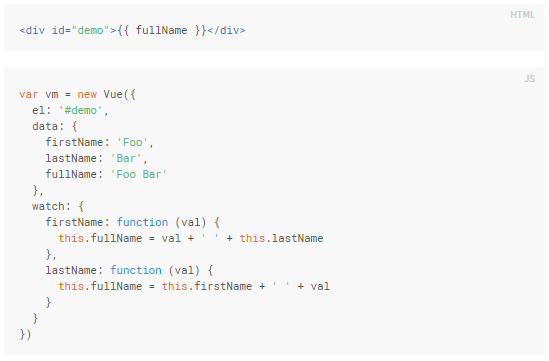 HTML
<div id="demo">{{ fullName }}</div>
JS
var vm = new Vue({
  el: '#demo',
  data: {
    firstName: 'Foo',
    lastName: 'Bar',
    fullName: 'Foo Bar'
  },
  watch: {
    firstName: function (val) {
      this.fullName = val + ' ' + this.lastName
    },
    lastName: function (val) {
      this.fullName = this.firstName + ' ' + val
    }
  }
})